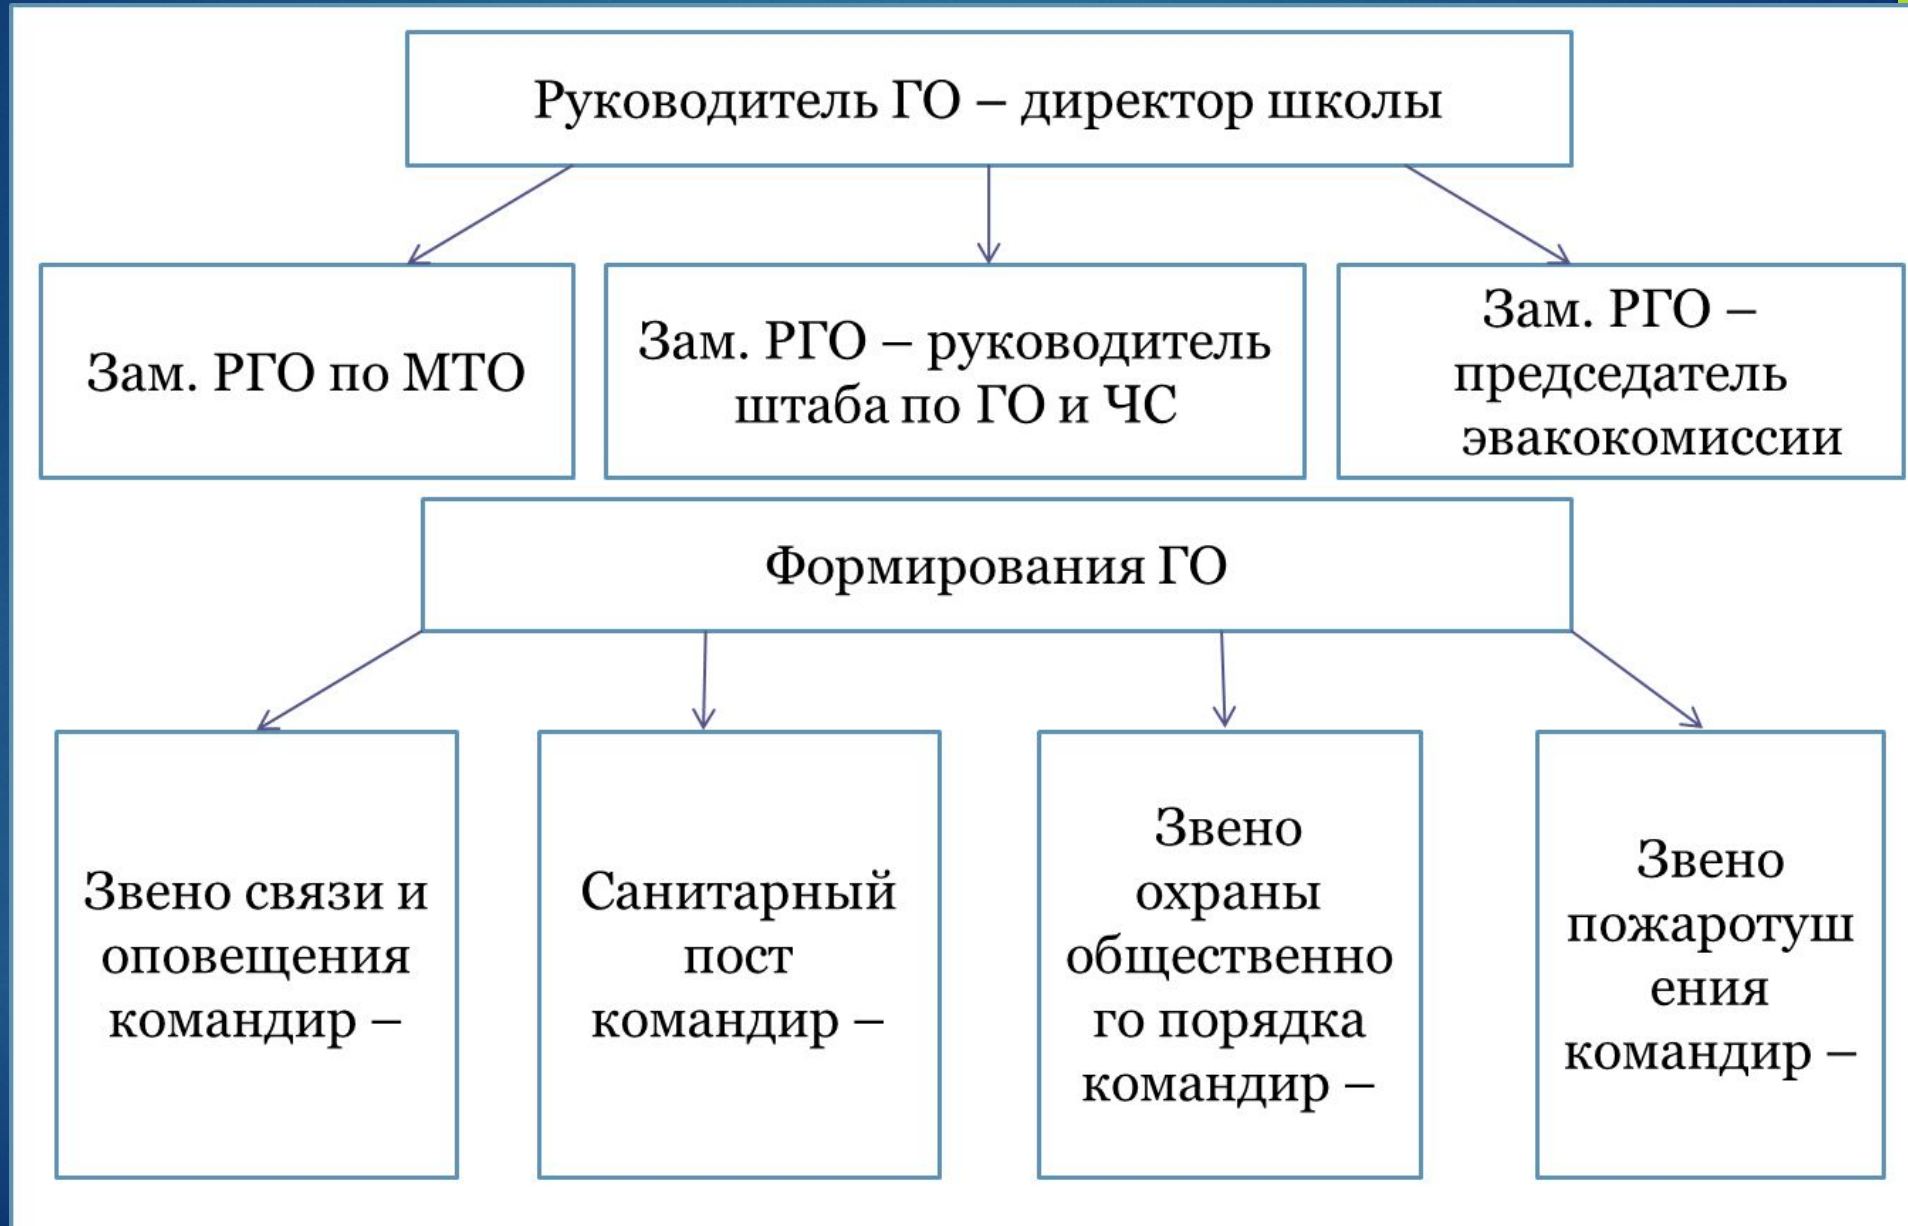 Руководитель ГО – директор школы
Зам. РГО по МТО
Зам. РГО – руководитель
штаба по ГО и ЧС
Зам. РГО –
председатель
эвакокомиссии
Формирования ГО
Звено связи и
оповещения
командир –
Санитарный
пост
командир –
Звено
охраны
общественно
го порядка
командир –
Звено
пожаротуш
ения
командир –